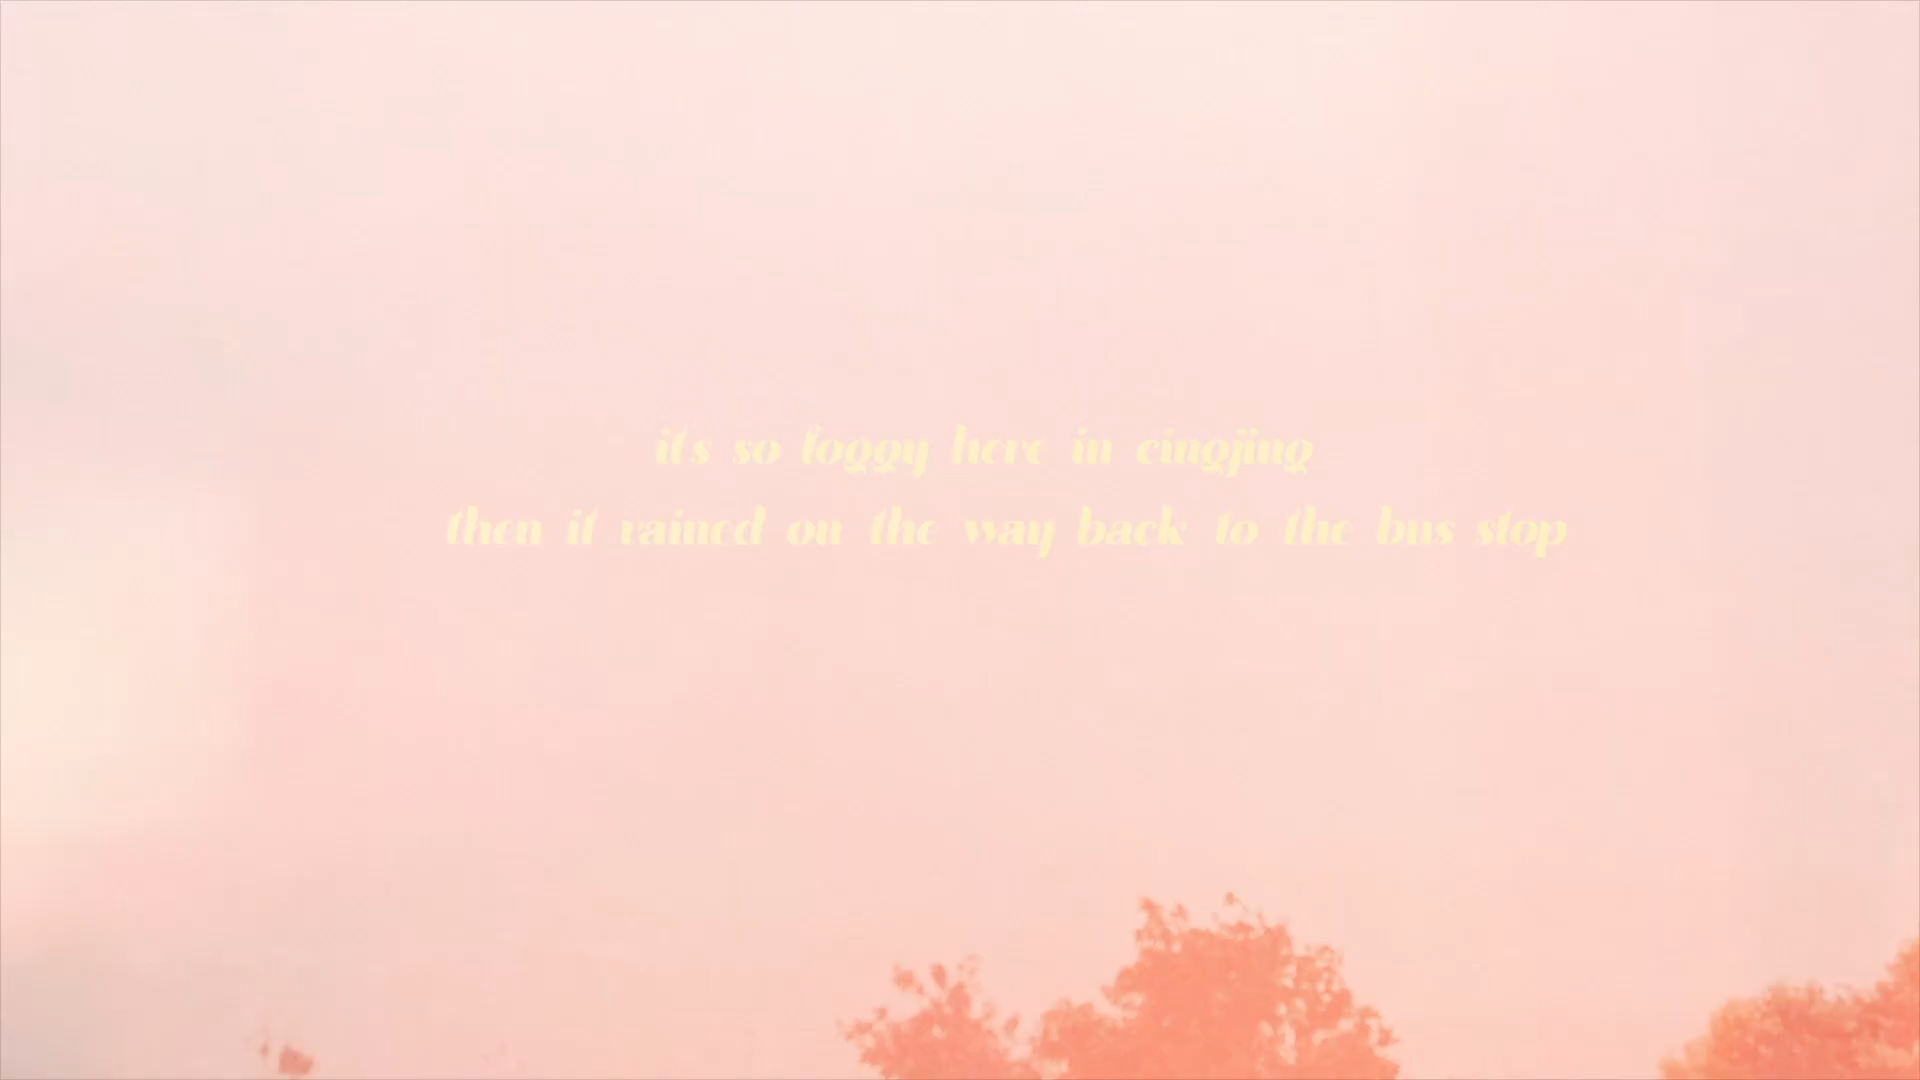 it's so foggy here in cingjing
then it rained on the way back to the bus stop